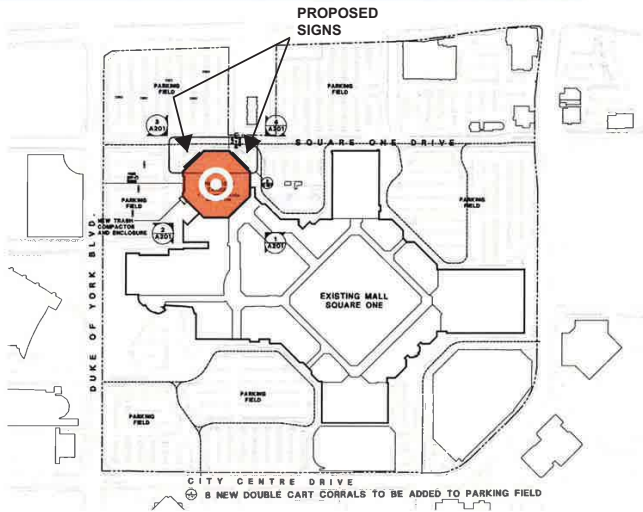 PROPOSED
SIGNS
PARKING
FIELD
PARKING
FIELD
3
A201
4
A201
SQUARE ONE DRIVE
PARKING
FIELD
PARKING
FIELD
NEW TRASH
COMPACTOR
AND ENCLOSURE
2
A201
1
A201
DUKE OF YORK BLVD.
EXISTING MALL
SQUARE ONE
PARKING
FIELD
PARKING
FIELD
CITY CENTRE DRIVE
8 NEW DOUBLE CART CORRALS TO BE ADDED TO PARKING FIELD